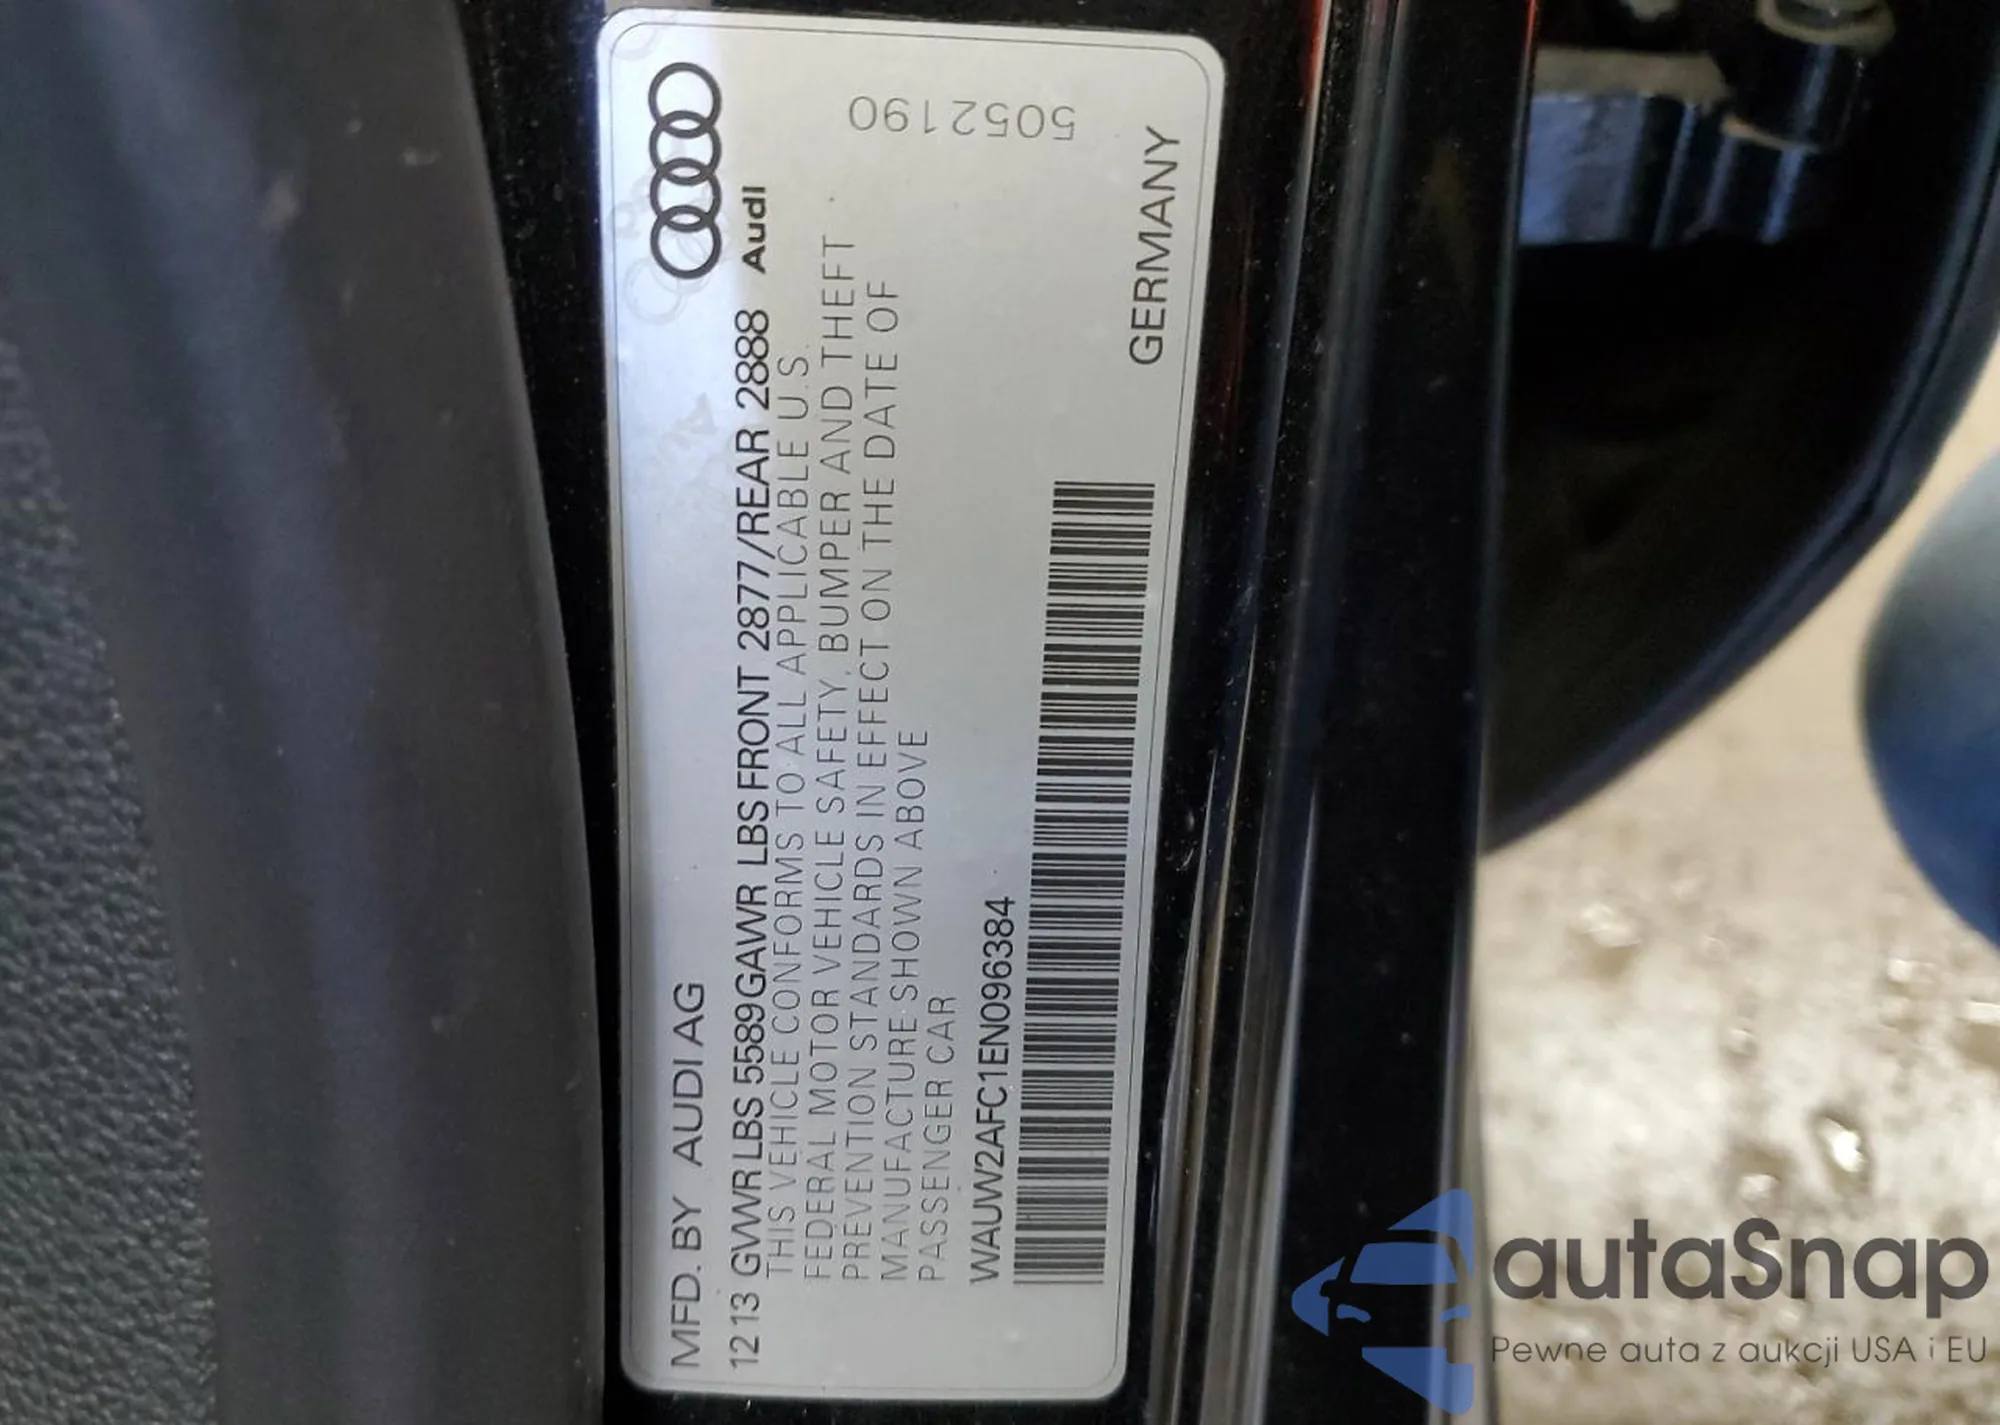 MFD. BY AUDI AG
Audi
12 13 GVWR LBS 5589 GAWR LBS FRONT 2877/REAR 2888
THIS VEHICLE CONFORMS TO ALL APPLICABLE U.S.
FEDERAL MOTOR VEHICLE SAFETY, BUMPER AND THEFT
PREVENTION STANDARDS IN EFFECT ON THE DATE OF
MANUFACTURE SHOWN ABOVE
PASSENGER CAR
WAUW2AFC1EN096384
GERMANY
5052190
autaSnap
Pewne auta z aukcji USA i EU